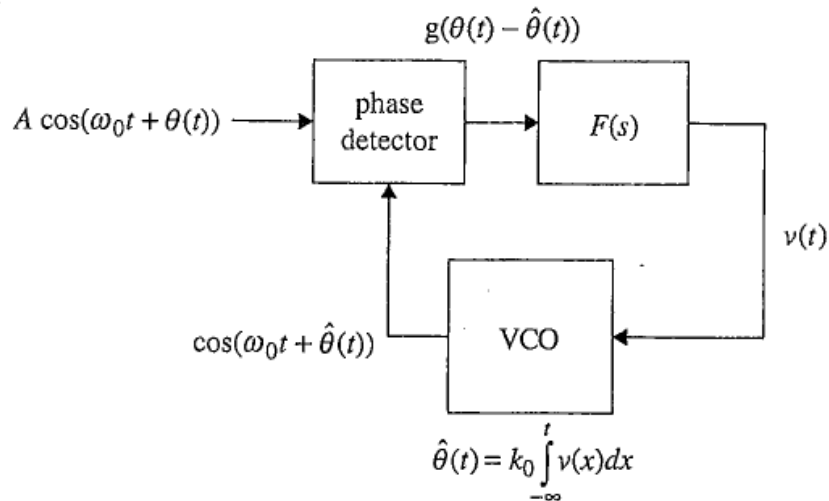 g(θ(t) − θ̂(t))
A cos(ω₀t + θ(t))
phase
detector
F(s)
v(t)
cos(ω₀t + θ̂(t))
VCO
θ̂(t) = k₀ ∫_{−∞}^{t} v(x)dx